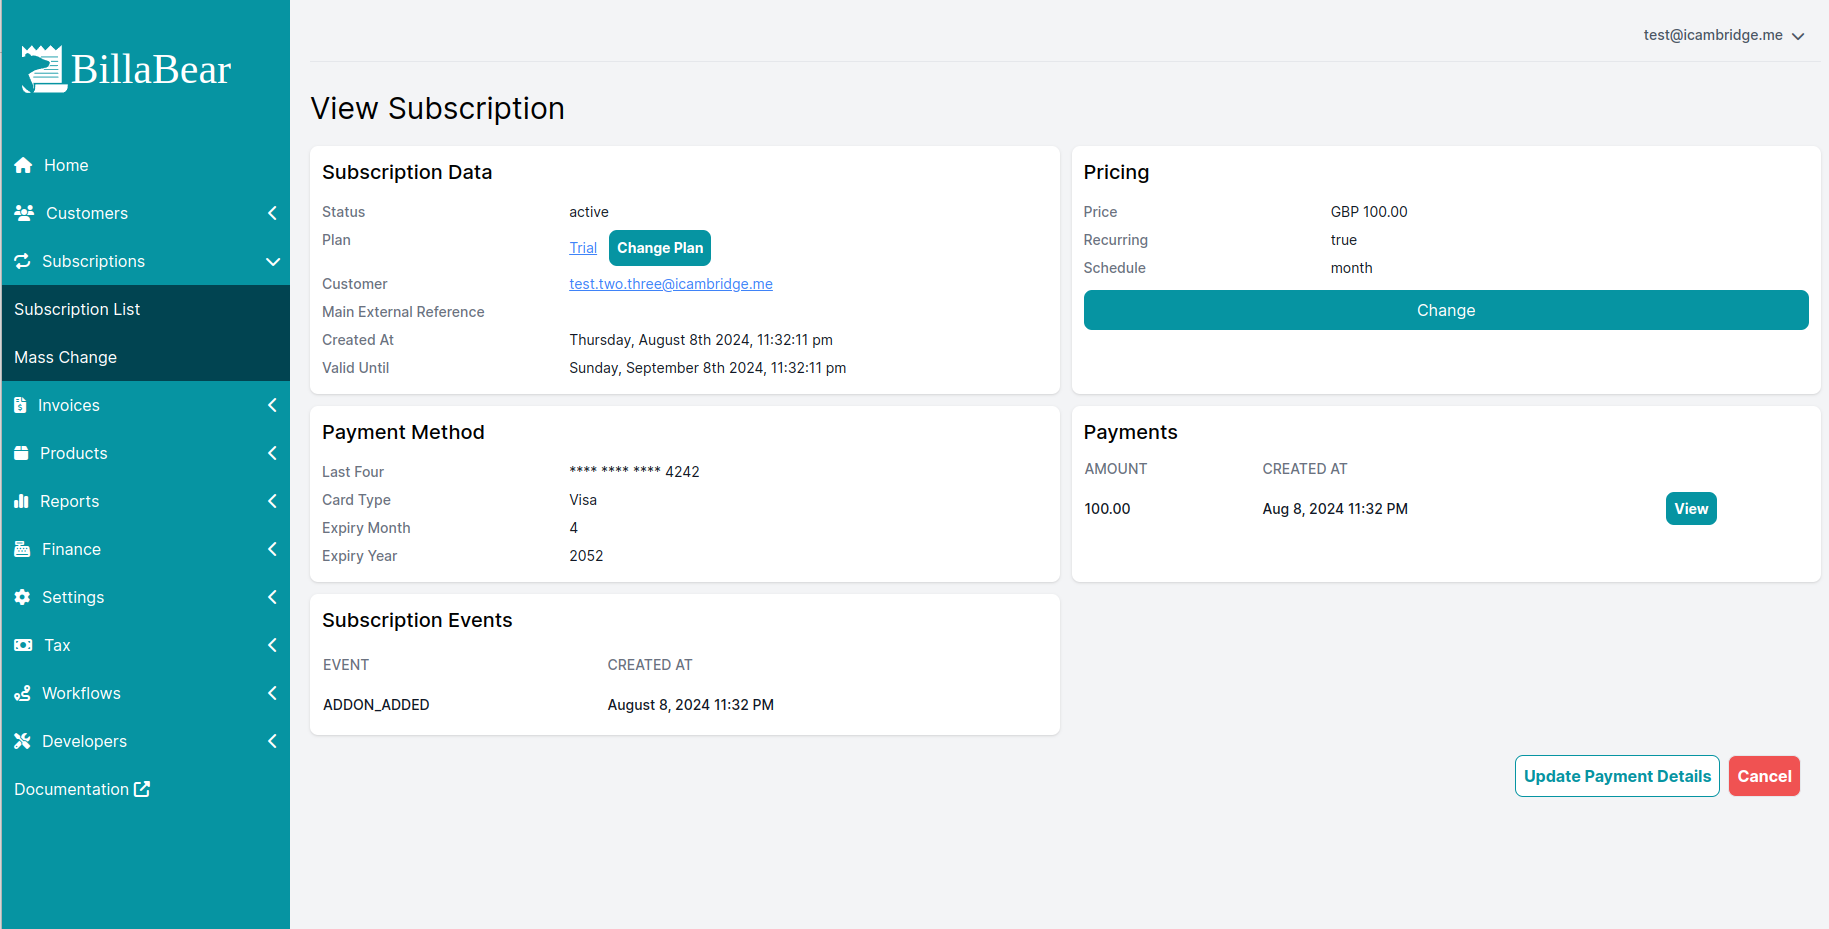 BillaBear
Home
Customers
Subscriptions
Subscription List
Mass Change
Invoices
Products
Reports
Finance
Settings
Tax
Workflows
Developers
Documentation
test@icambridge.me
View Subscription
Subscription Data
Status active
Plan Trial Change Plan
Customer test.two.three@icambridge.me
Main External Reference
Created At Thursday, August 8th 2024, 11:32:11 pm
Valid Until Sunday, September 8th 2024, 11:32:11 pm
Pricing
Price GBP 100.00
Recurring true
Schedule month
Change
Payment Method
Last Four **** **** **** 4242
Card Type Visa
Expiry Month 4
Expiry Year 2052
Payments
AMOUNT CREATED AT
100.00 Aug 8, 2024 11:32 PM View
Subscription Events
EVENT CREATED AT
ADDON_ADDED August 8, 2024 11:32 PM
Update Payment Details Cancel